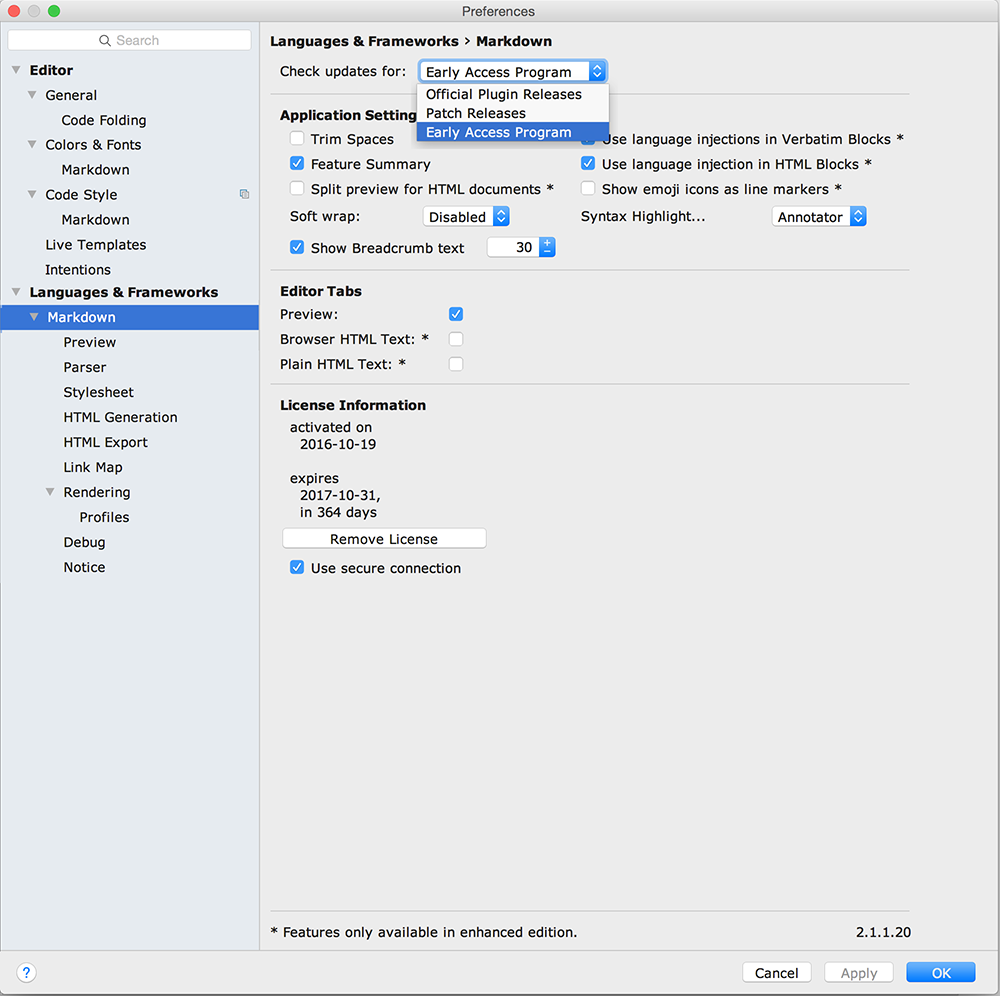 Preferences
Search
Editor
General
Code Folding
Colors & Fonts
Markdown
Code Style
Markdown
Live Templates
Intentions
Languages & Frameworks
Markdown
Preview
Parser
Stylesheet
HTML Generation
HTML Export
Link Map
Rendering
Profiles
Debug
Notice
Languages & Frameworks › Markdown
Check updates for: Early Access Program
Official Plugin Releases
Patch Releases
Early Access Program
Application Setting
Trim Spaces Use language injections in Verbatim Blocks *
Feature Summary Use language injection in HTML Blocks *
Split preview for HTML documents * Show emoji icons as line markers *
Soft wrap: Disabled Syntax Highlight... Annotator
Show Breadcrumb text 30
Editor Tabs
Preview:
Browser HTML Text: *
Plain HTML Text: *
License Information
activated on
2016-10-19
expires
2017-10-31,
in 364 days
Remove License
Use secure connection
* Features only available in enhanced edition. 2.1.1.20
? Cancel Apply OK